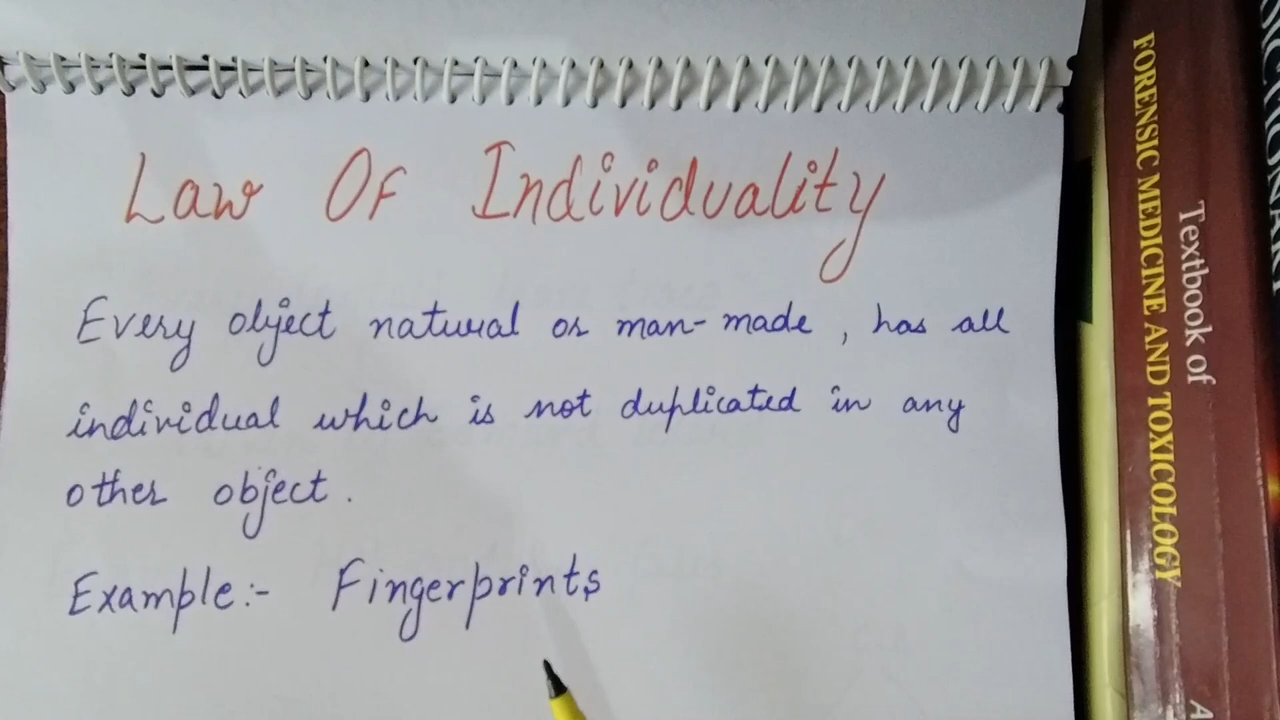 Law Of Individuality
Every object natural or man-made, has all
individual which is not duplicated in any
other object.
Example:- Fingerprints
Textbook of
FORENSIC MEDICINE AND TOXICOLOGY